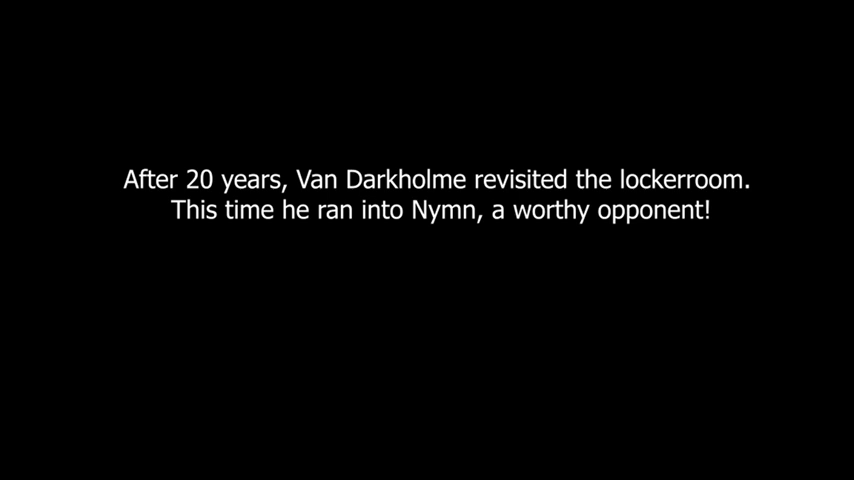 After 20 years, Van Darkholme revisited the lockerroom.
This time he ran into Nymn, a worthy opponent!